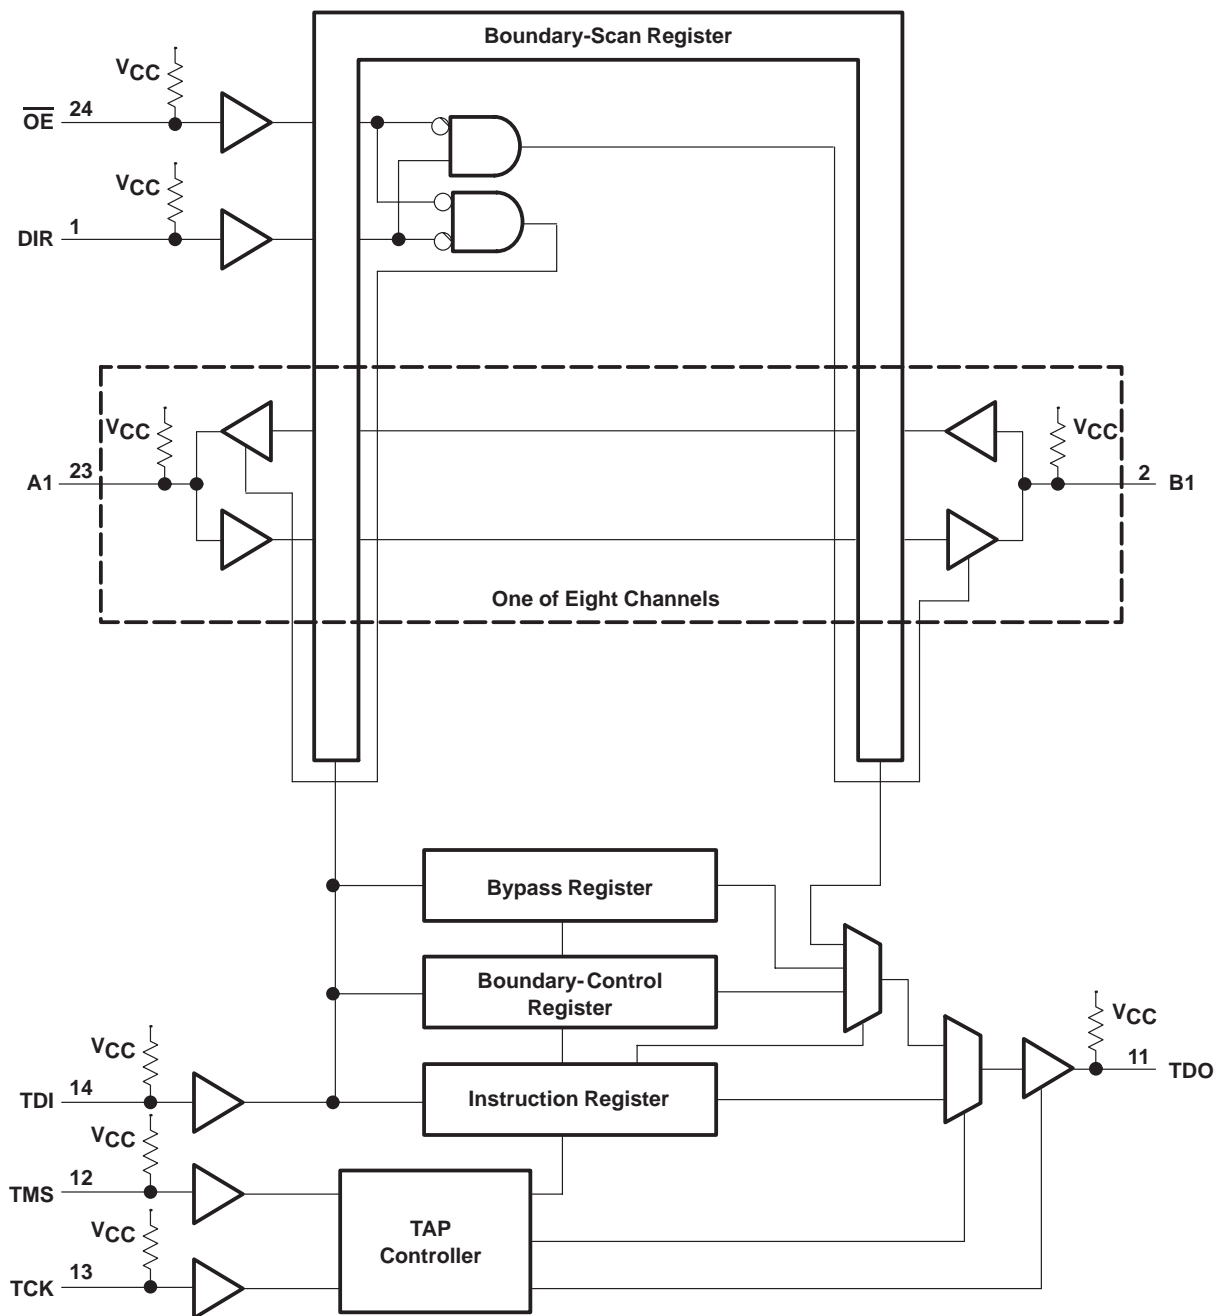 Boundary-Scan Register
VCC
OE 24
VCC
DIR 1
VCC
A1 23
VCC
2 B1
One of Eight Channels
Bypass Register
Boundary-Control
Register
VCC
11 TDO
VCC
TDI 14
Instruction Register
VCC
TMS 12
TAP
Controller
VCC
TCK 13